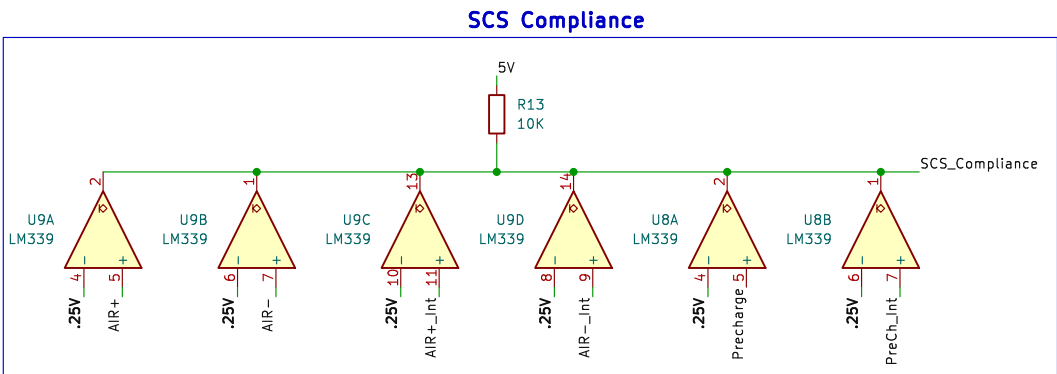 SCS Compliance
5V
R13
10K
SCS_Compliance
2
1
13
14
2
1
U9A
LM339
U9B
LM339
U9C
LM339
U9D
LM339
U8A
LM339
U8B
LM339
- +
- +
- +
- +
- +
- +
4 5
6 7
10 11
8 9
4 5
6 7
.25V
AIR+
.25V
AIR-
.25V
AIR+_Int
.25V
AIR-_Int
.25V
Precharge
.25V
PreCh_Int